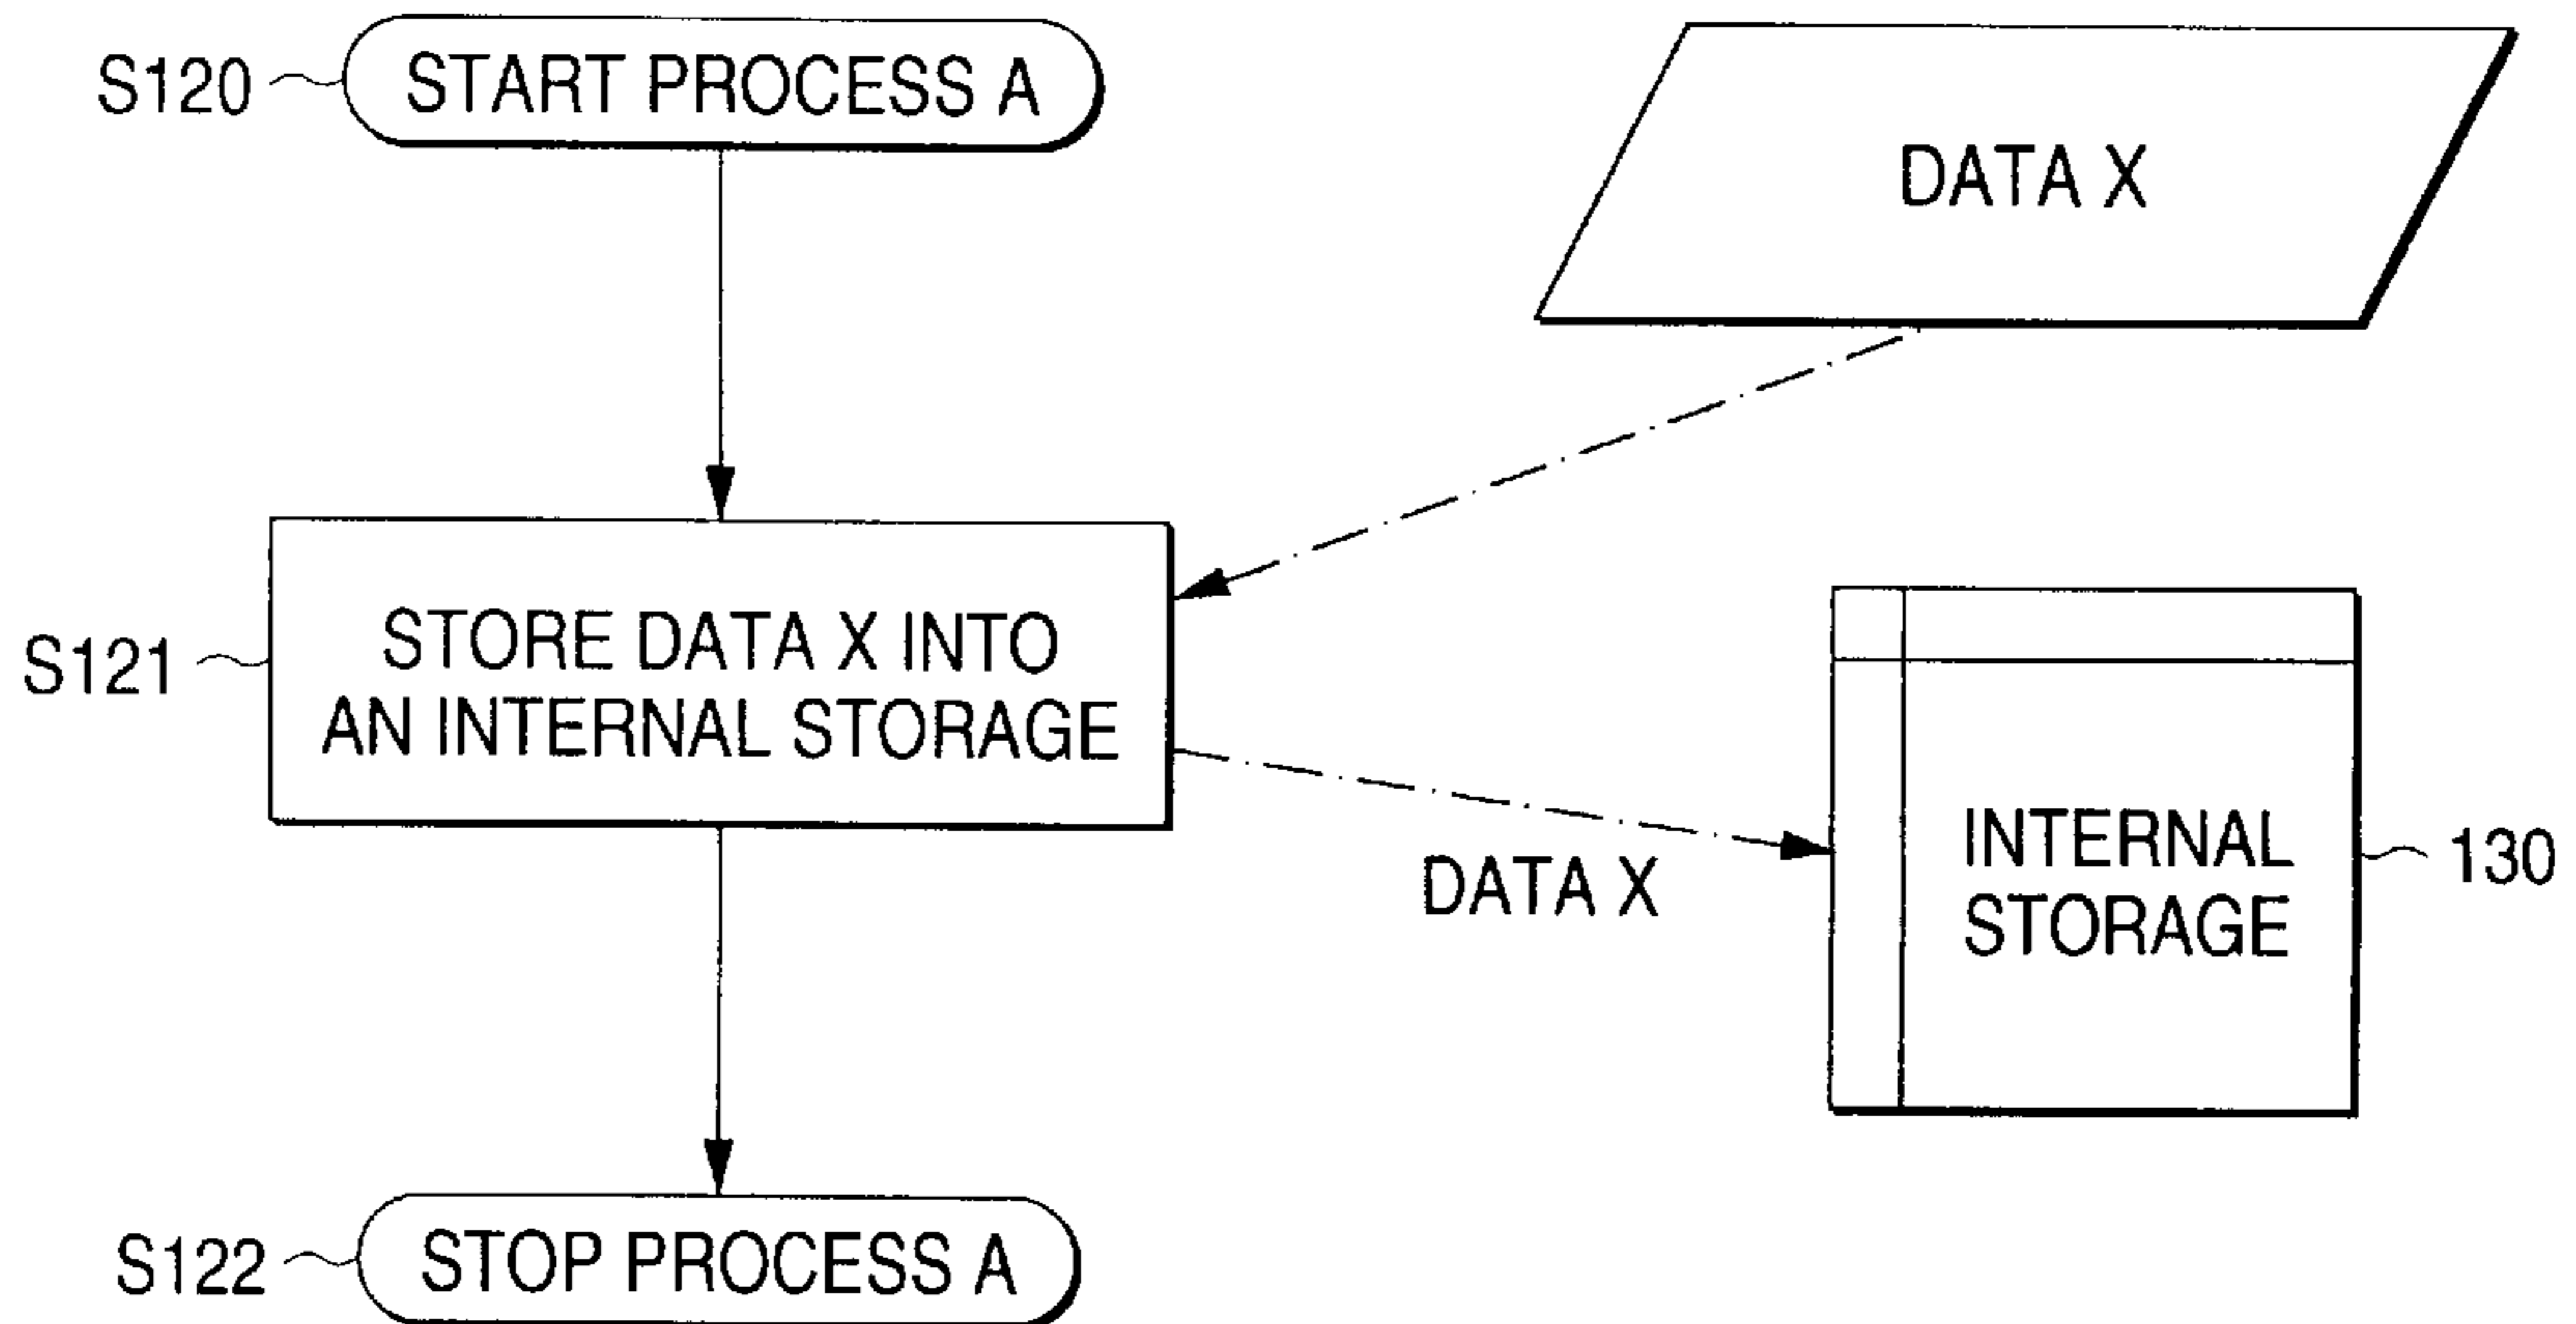 S120
START PROCESS A
DATA X
S121
STORE DATA X INTO
AN INTERNAL STORAGE
DATA X
INTERNAL
STORAGE
130
S122
STOP PROCESS A